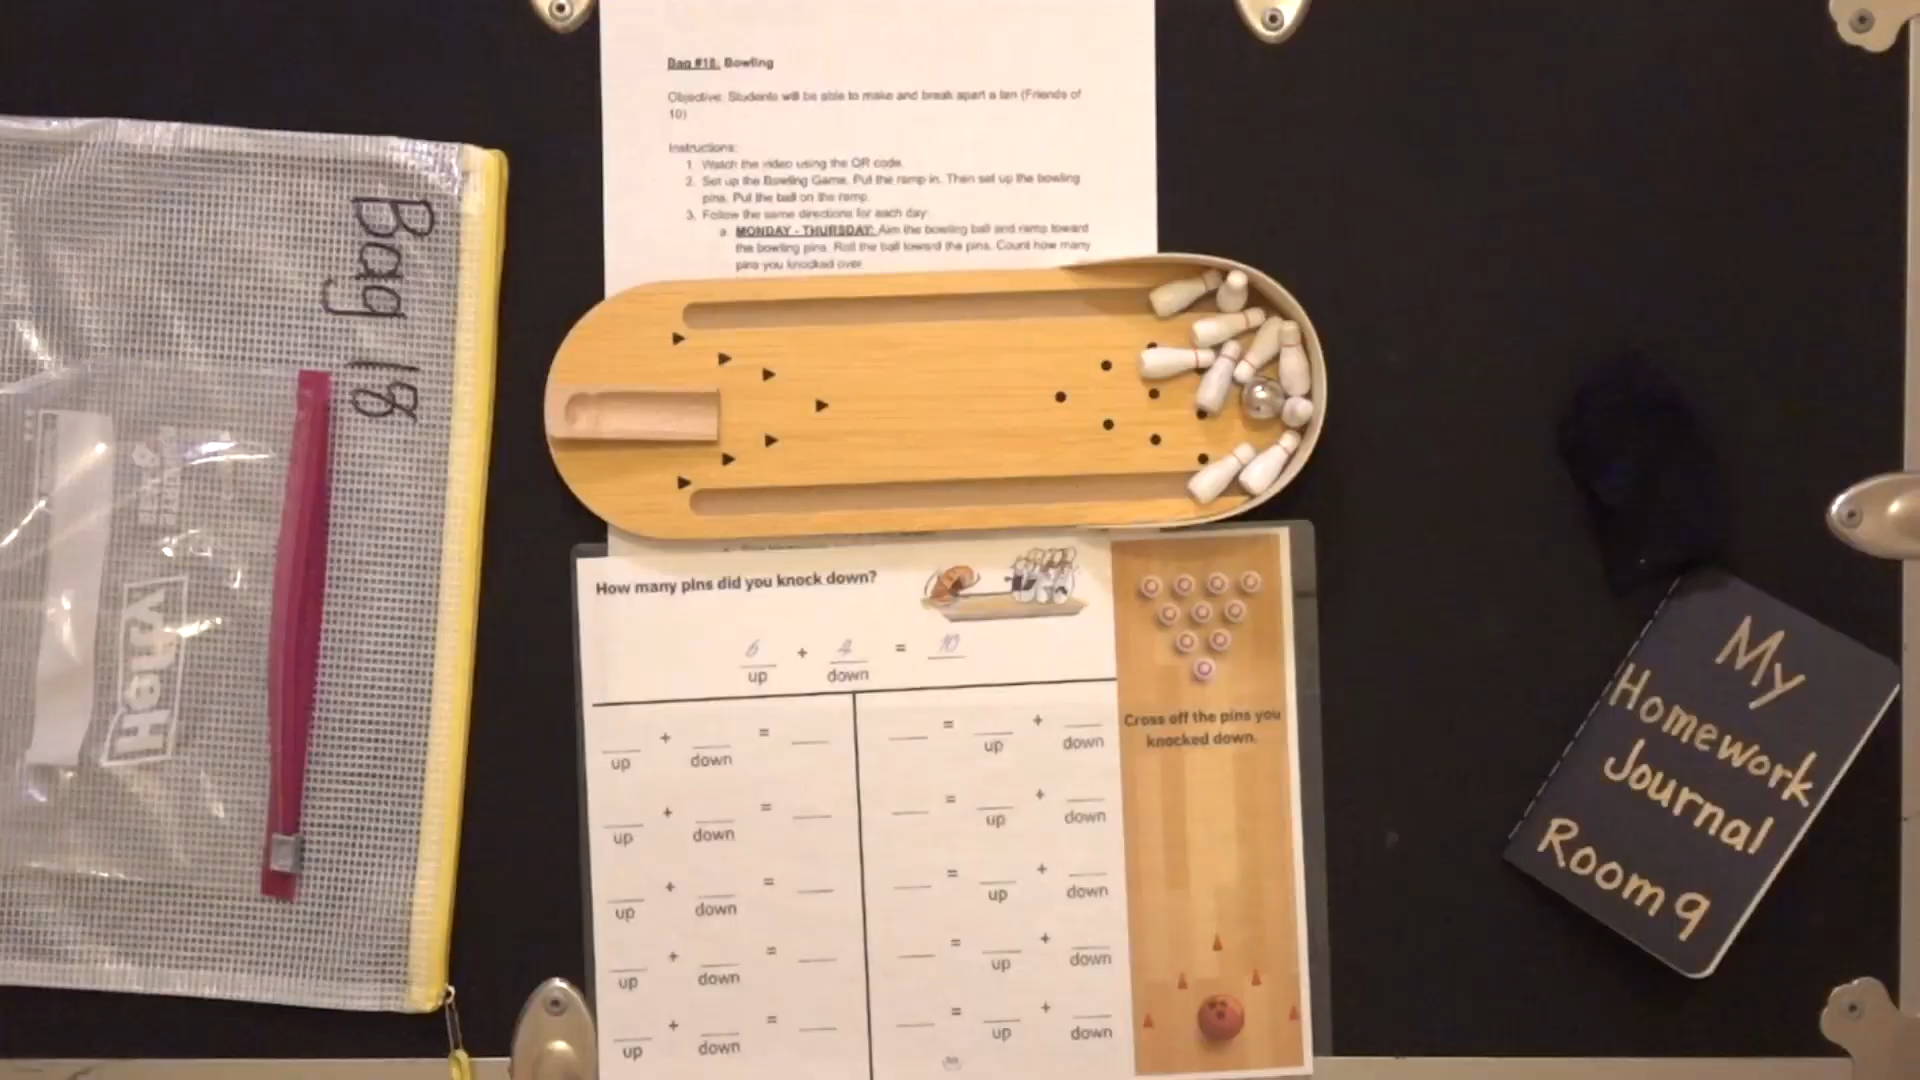 Bag #18: Bowling
Objective: Students will be able to make and break apart a ten (Friends of
10)
Instructions:
1. Watch the video using the QR code.
2. Set up the Bowling Game. Put the ramp in. Then set up the bowling
pins. Put the ball on the ramp.
3. Follow the same directions for each day:
a. MONDAY - THURSDAY: Aim the bowling ball and ramp toward
the bowling pins. Roll the ball toward the pins. Count how many
pins you knocked over
Bag 18
How many pins did you knock down?
6 + 4 = 10
up down
+ = = +
up down up down
+ = = +
up down up down
+ = = +
up down up down
+ = = +
up down up down
+ = = +
up down up down
Cross off the pins you
knocked down.
My
Homework
Journal
Room 9